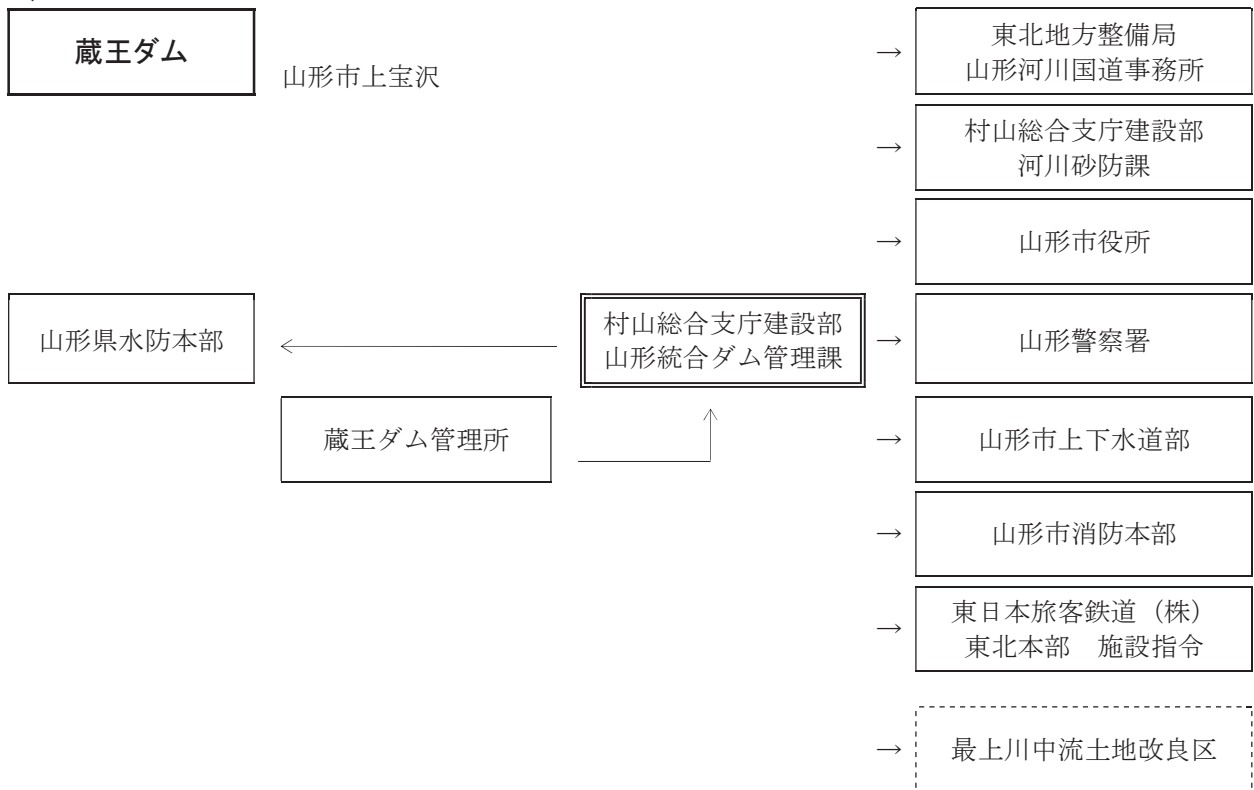 蔵王ダム
山形市上宝沢
→
東北地方整備局
山形河川国道事務所
→
村山総合支庁建設部
河川砂防課
→
山形市役所
山形県水防本部
村山総合支庁建設部
山形統合ダム管理課
→
山形警察署
蔵王ダム管理所
→
山形市上下水道部
→
山形市消防本部
→
東日本旅客鉄道（株）
東北本部　施設指令
→
最上川中流土地改良区